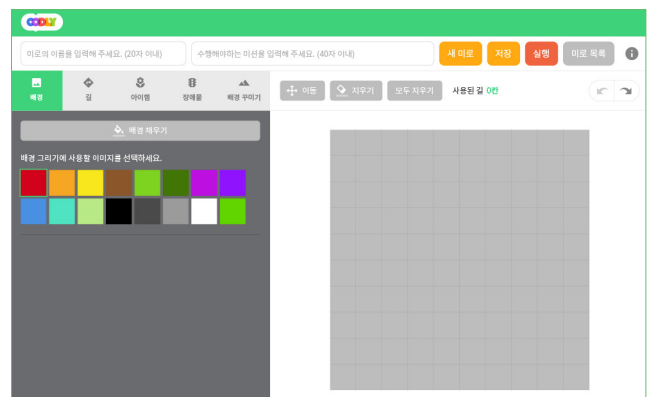 CODLY
미로의 이름을 입력해 주세요. (20자 이내) 수행해야하는 미션을 입력해 주세요. (40자 이내) 새 미로 저장 실행 미로 목록
배경 길 아이템 장애물 배경 꾸미기 이동 지우기 모두 지우기 사용된 길 0칸
배경 채우기
배경 그리기에 사용할 이미지를 선택하세요.